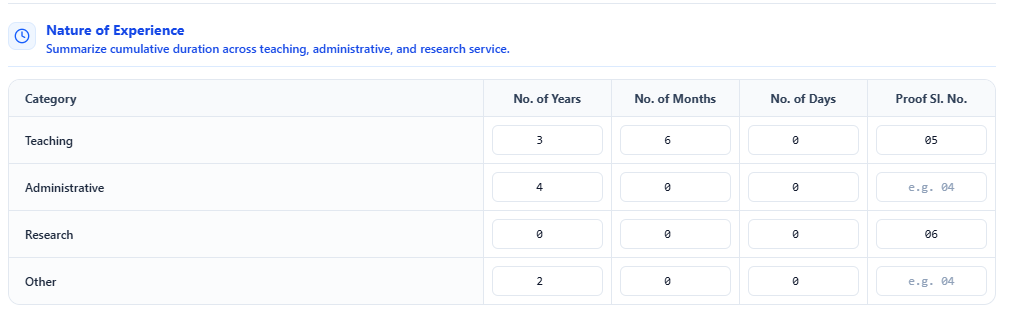 Nature of Experience
Summarize cumulative duration across teaching, administrative, and research service.
Category No. of Years No. of Months No. of Days Proof Sl. No.
Teaching 3 6 0 05
Administrative 4 0 0 e.g. 04
Research 0 0 0 06
Other 2 0 0 e.g. 04